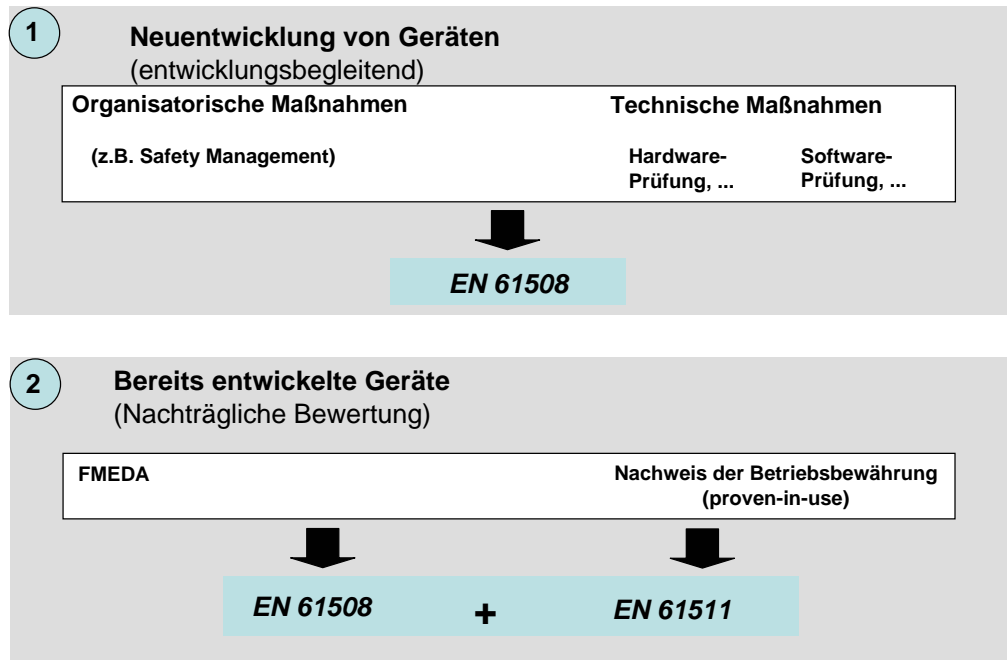 1
Neuentwicklung von Geräten
(entwicklungsbegleitend)
Organisatorische Maßnahmen
Technische Maßnahmen
(z.B. Safety Management)
Hardware-
Prüfung, ...
Software-
Prüfung, ...
EN 61508
2
Bereits entwickelte Geräte
(Nachträgliche Bewertung)
FMEDA
Nachweis der Betriebsbewährung
(proven-in-use)
EN 61508 + EN 61511